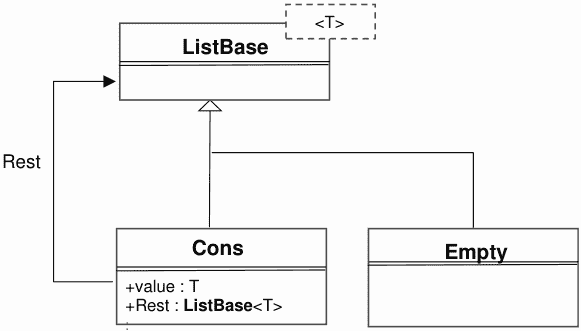 <T>
ListBase
Rest
Cons
+value : T
+Rest : ListBase<T>
Empty